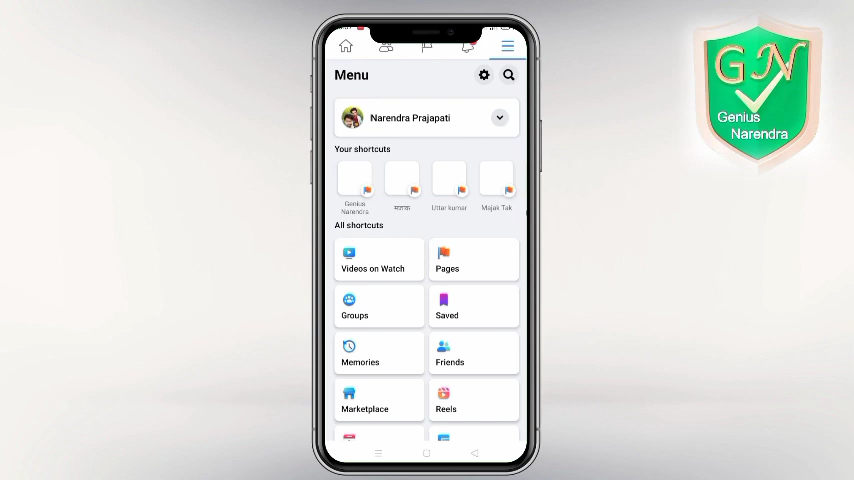 GN
Genius
Narendra
Menu
Narendra Prajapati
Your shortcuts
Genius
Narendra
मज़ाक
Uttar kumar
Majak Tak
All shortcuts
Videos on Watch
Pages
Groups
Saved
Memories
Friends
Marketplace
Reels